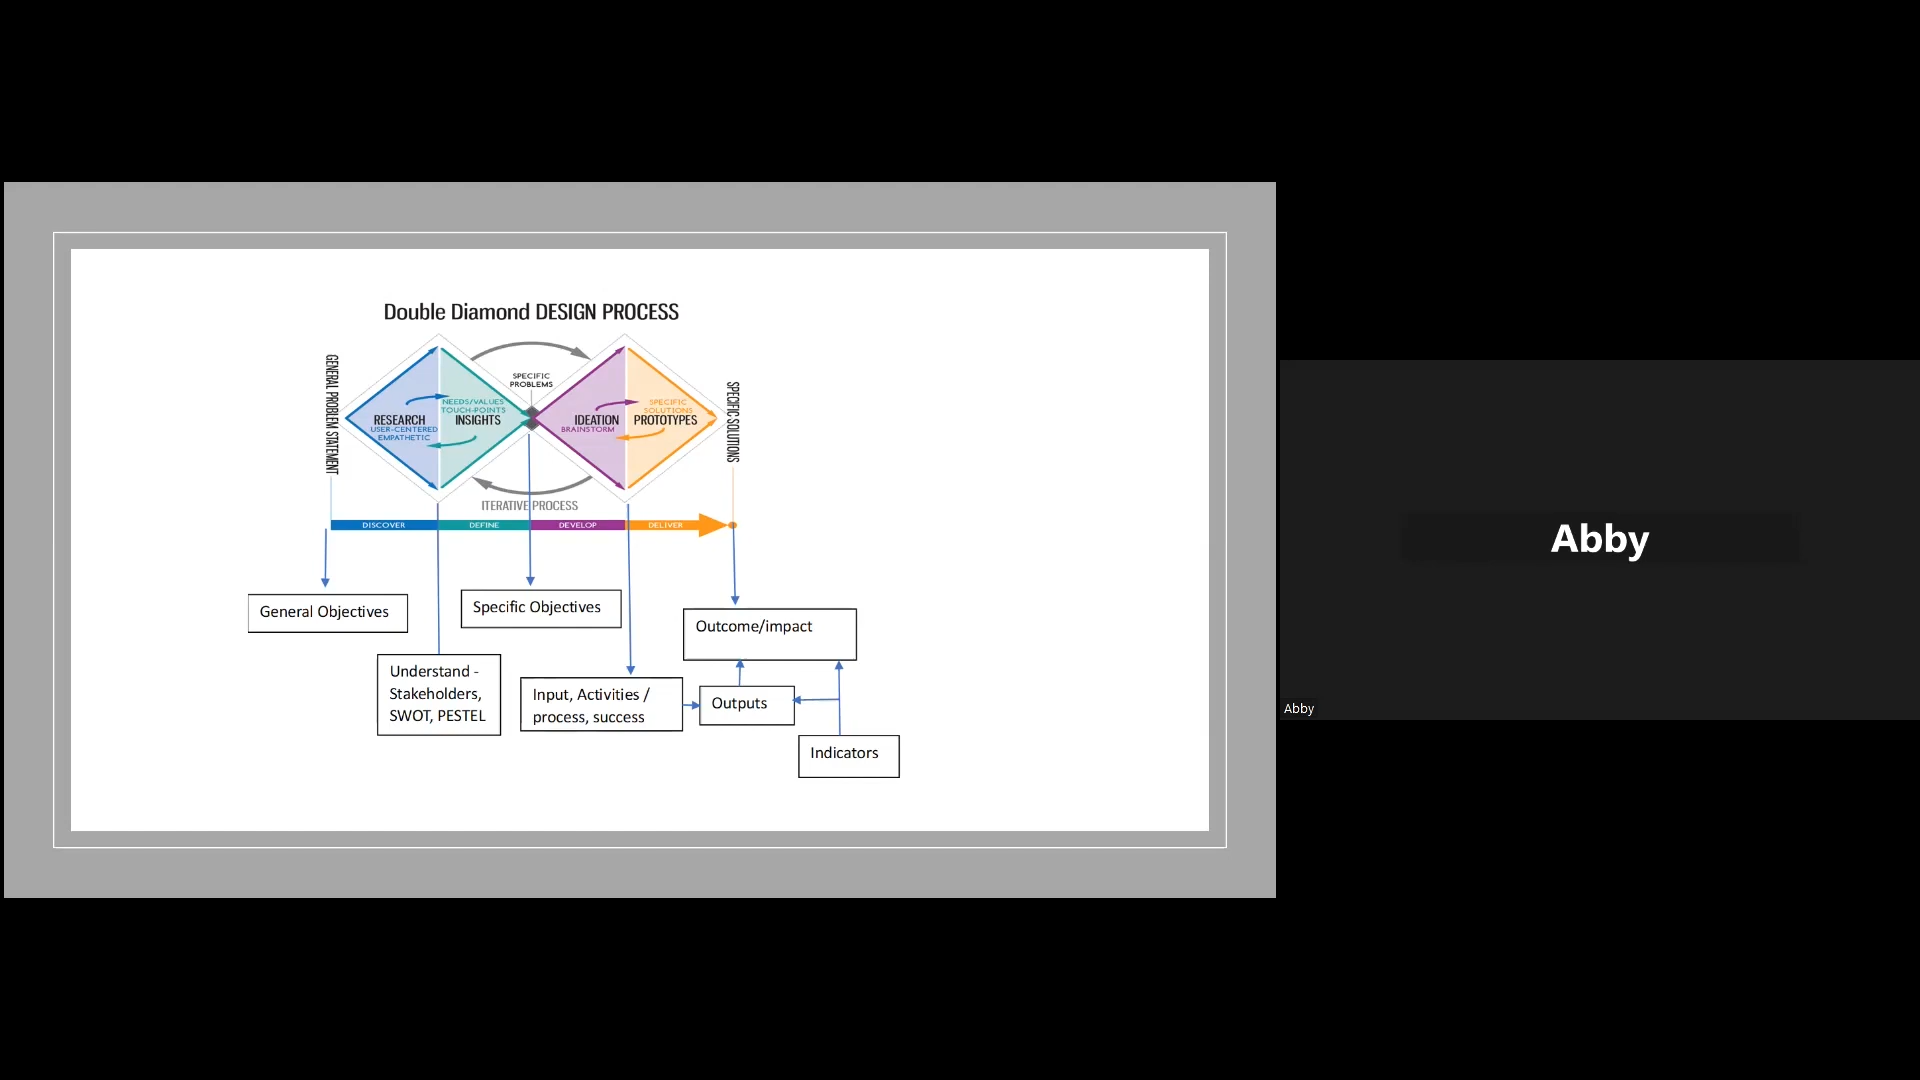 Double Diamond DESIGN PROCESS
GENERAL PROBLEM STATEMENT
SPECIFIC
PROBLEMS
RESEARCH
USER-CENTERED
EMPATHETIC
NEEDS/VALUES
TOUCH-POINTS
INSIGHTS
IDEATION
BRAINSTORM
SPECIFIC
SOLUTIONS
PROTOTYPES
SPECIFIC SOLUTIONS
ITERATIVE PROCESS
DISCOVER
DEFINE
DEVELOP
DELIVER
General Objectives
Specific Objectives
Outcome/impact
Understand -
Stakeholders,
SWOT, PESTEL
Input, Activities /
process, success
Outputs
Indicators
Abby
Abby